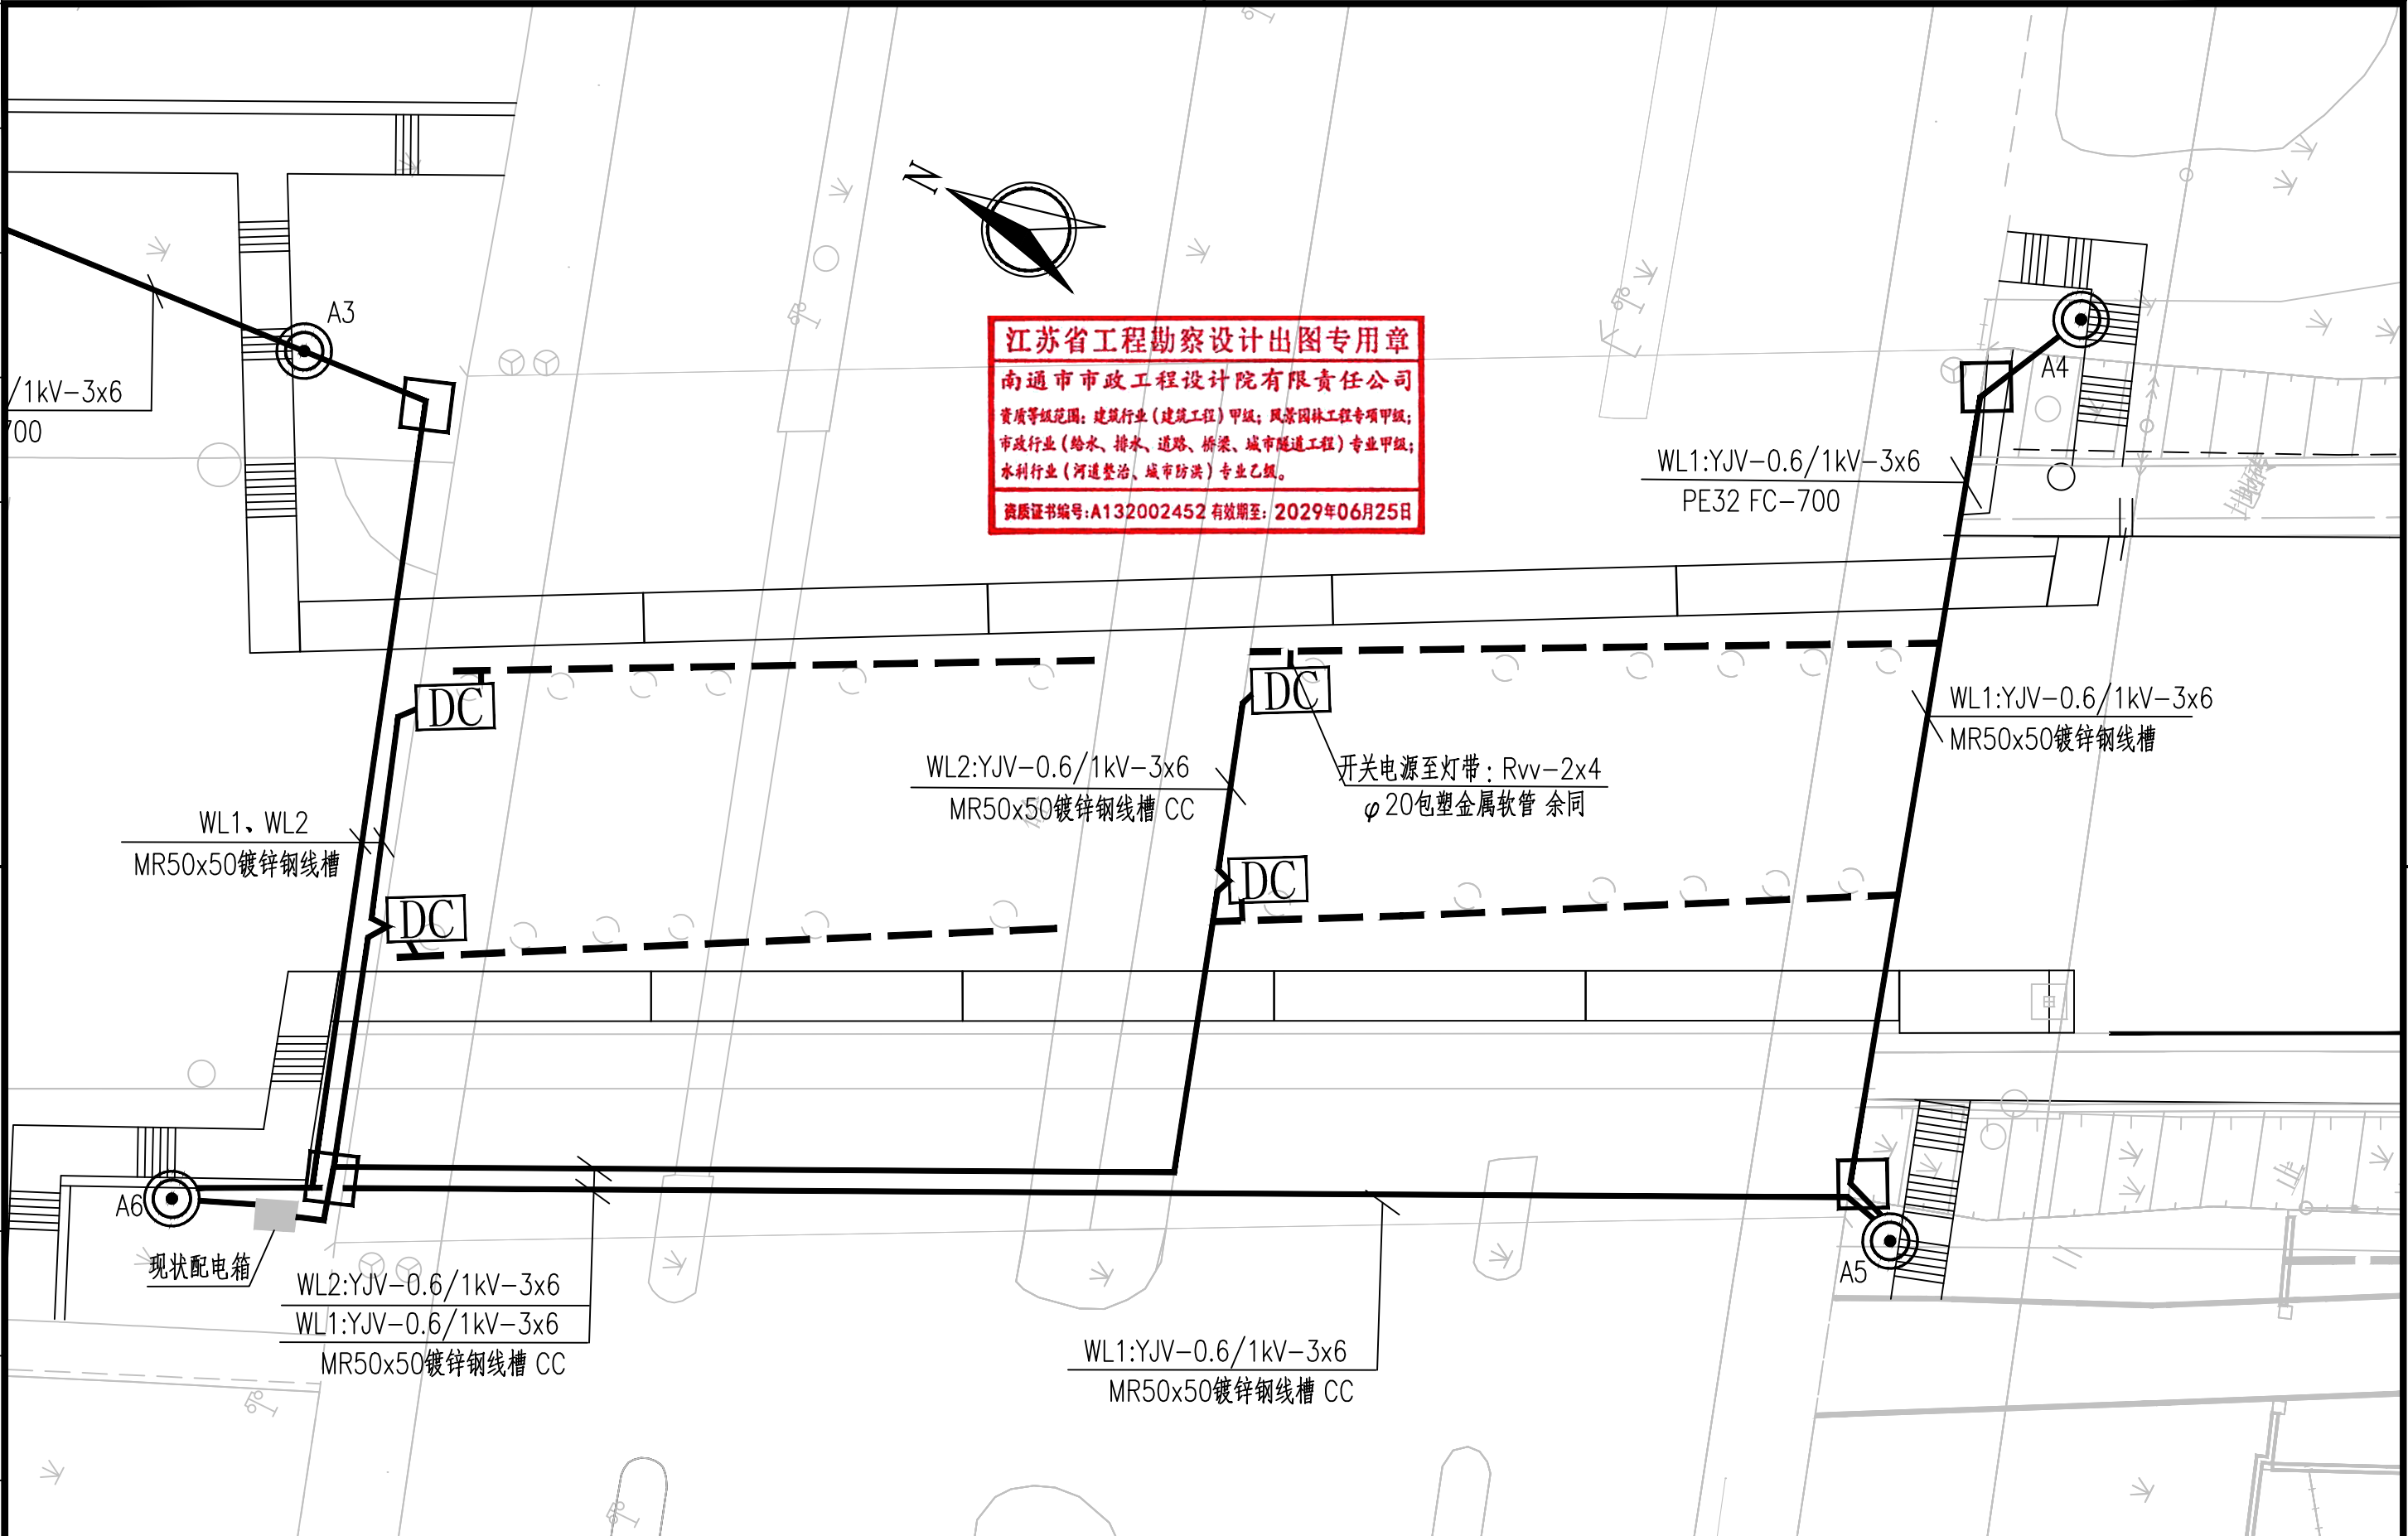 N
A3
/1kV-3x6
700
江苏省工程勘察设计出图专用章
南通市市政工程设计院有限责任公司
资质等级范围：建筑行业（建筑工程）甲级；风景园林工程专项甲级；
市政行业（给水、排水、道路、桥梁、城市隧道工程）专业甲级；
水利行业（河道整治、城市防洪）专业乙级。
资质证书编号:A132002452 有效期至: 2029年06月25日
A4
WL1:YJV-0.6/1kV-3x6
PE32 FC-700
DC
DC
WL1:YJV-0.6/1kV-3x6
MR50x50镀锌钢线槽
WL2:YJV-0.6/1kV-3x6
MR50x50镀锌钢线槽 CC
开关电源至灯带：Rvv-2x4
φ20包塑金属软管 余同
WL1、WL2
MR50x50镀锌钢线槽
DC
DC
A6
现状配电箱
WL2:YJV-0.6/1kV-3x6
WL1:YJV-0.6/1kV-3x6
MR50x50镀锌钢线槽 CC
A5
WL1:YJV-0.6/1kV-3x6
MR50x50镀锌钢线槽 CC